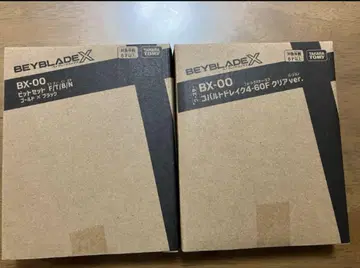 BEYBLADE X
BX-00
ビットセット F/T/B/N
ゴールド×ブラック
TAKARA TOMY
BEYBLADE X
BX-00
コバルトドレイク4-60F クリアver.
TAKARA TOMY